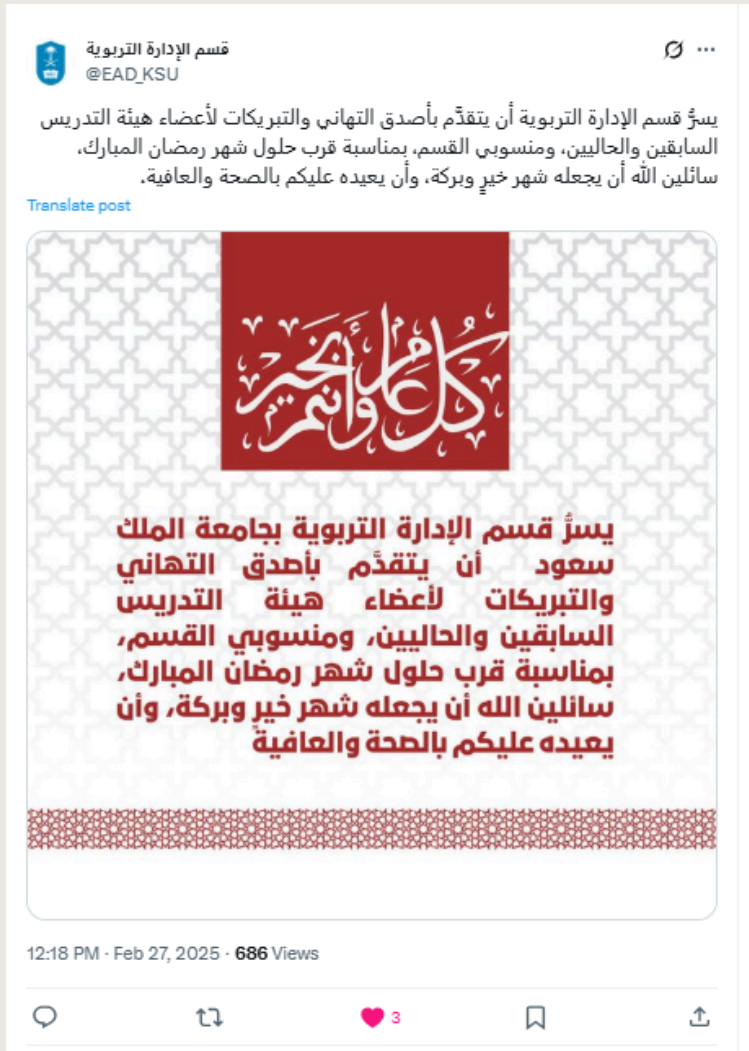 قسم الإدارة التربوية
@EAD_KSU
يسرُّ قسم الإدارة التربوية أن يتقدَّم بأصدق التهاني والتبريكات لأعضاء هيئة التدريس
السابقين والحاليين، ومنسوبي القسم، بمناسبة قرب حلول شهر رمضان المبارك،
سائلين الله أن يجعله شهر خيرٍ وبركة، وأن يعيده عليكم بالصحة والعافية.
Translate post
كل عام وأنتم بخير
يسرُّ قسم الإدارة التربوية بجامعة الملك
سعود أن يتقدَّم بأصدق التهاني
والتبريكات لأعضاء هيئة التدريس
السابقين والحاليين، ومنسوبي القسم،
بمناسبة قرب حلول شهر رمضان المبارك،
سائلين الله أن يجعله شهر خيرٍ وبركة، وأن
يعيده عليكم بالصحة والعافية
12:18 PM · Feb 27, 2025 · 686 Views
3